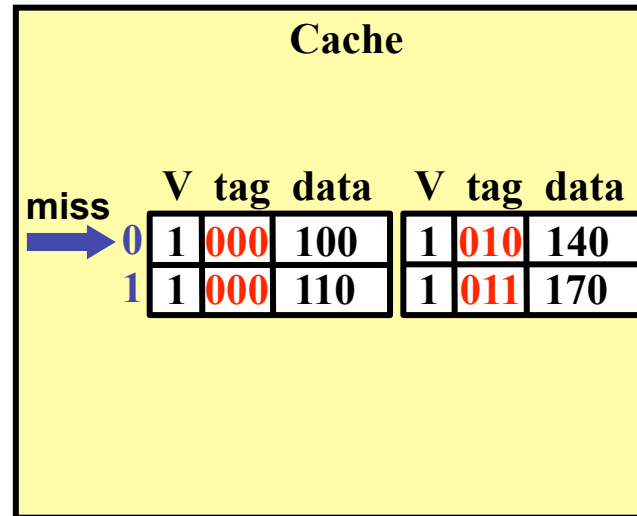 Cache
V tag data V tag data
miss
0 1 000 100 1 010 140
1 1 000 110 1 011 170